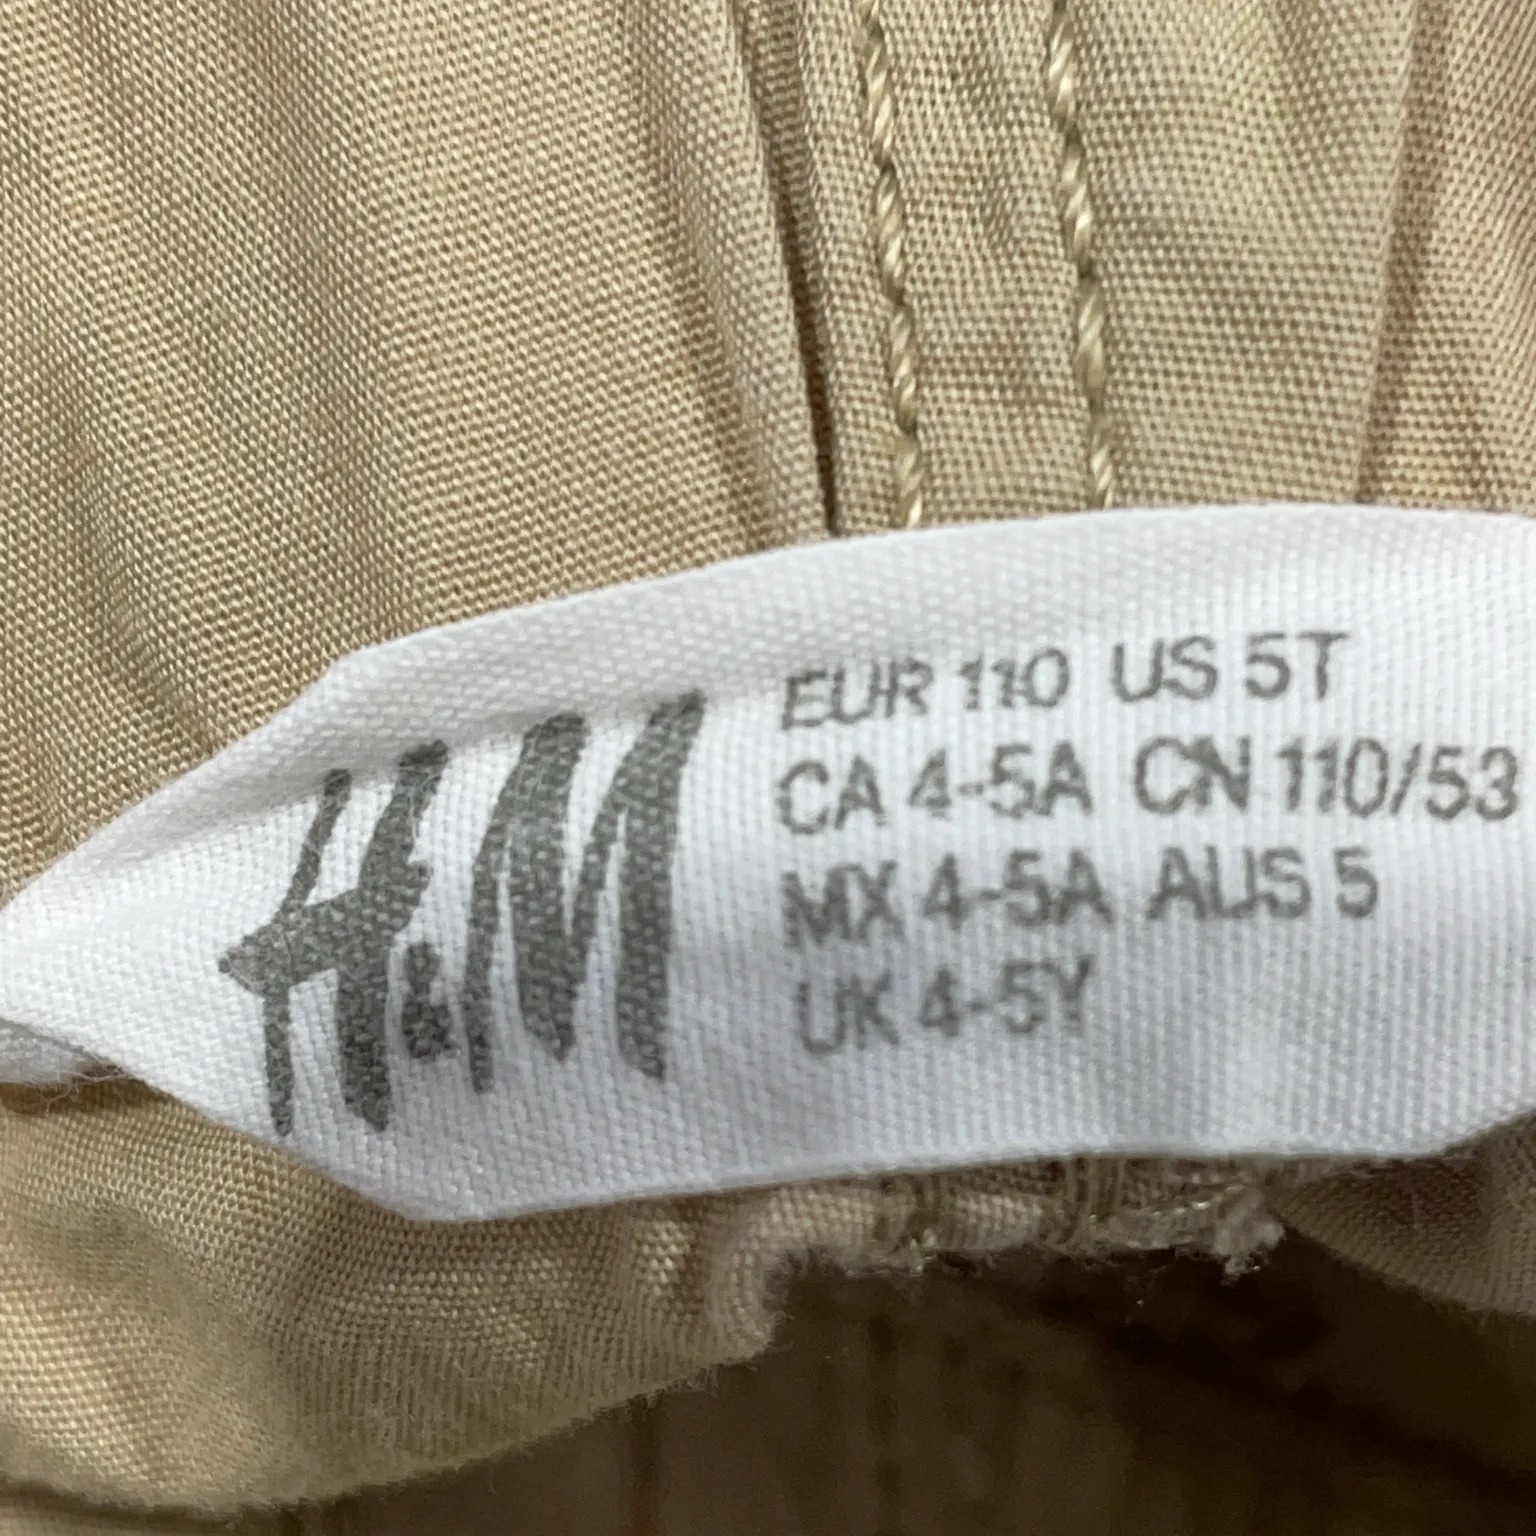 H&M
EUR 110 US 5T
CA 4-5A CN 110/53
MX 4-5A AUS 5
UK 4-5Y